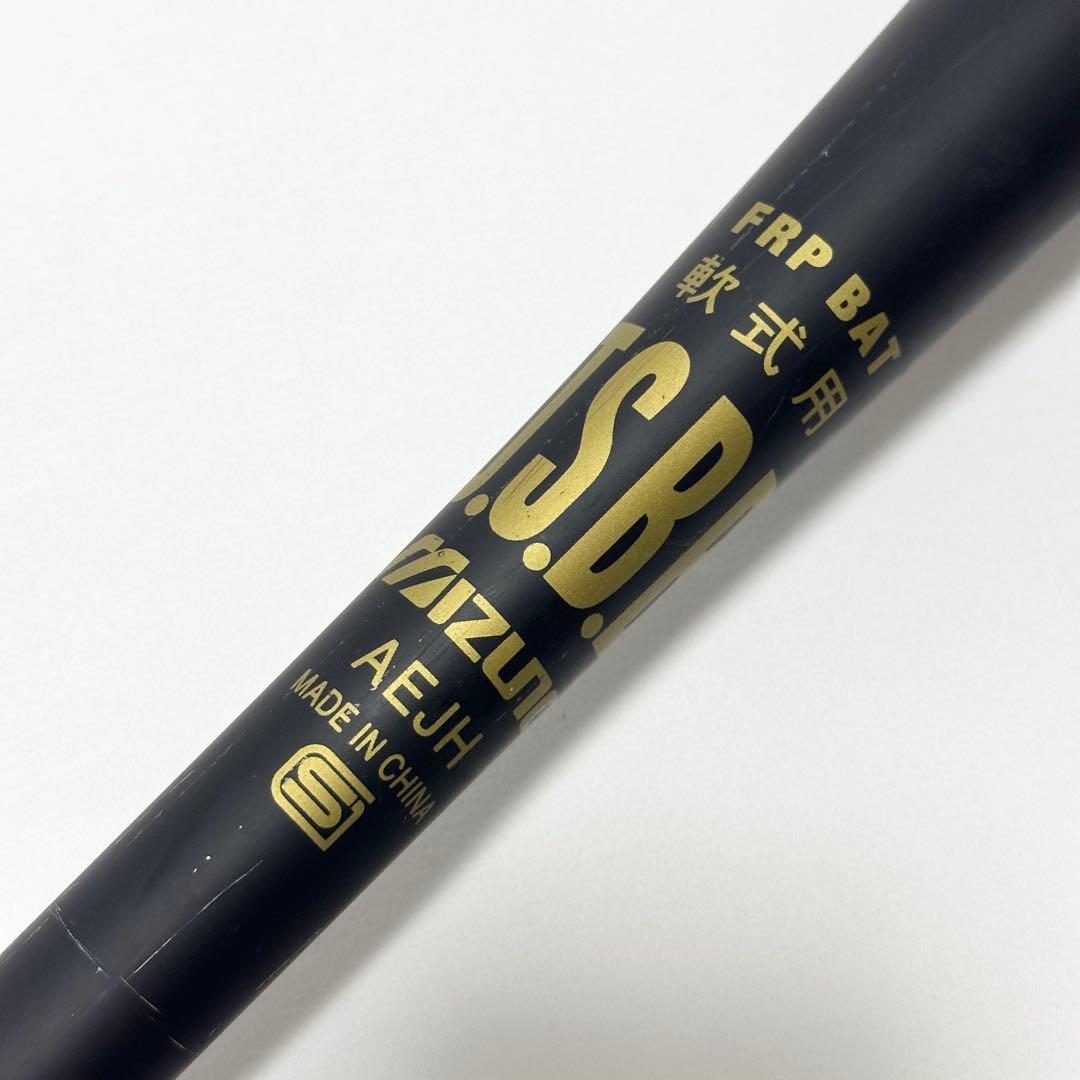 FRP BAT
軟式用
.S.B.
MIZUNO
AEJH
MADE IN CHINA